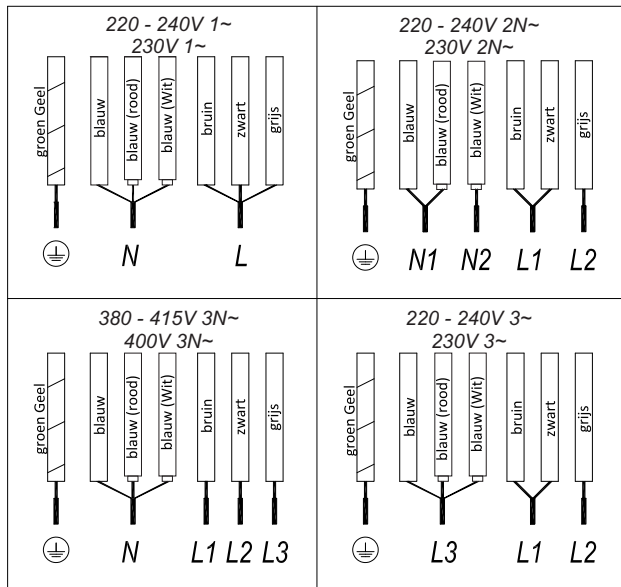 220 - 240V 1~
230V 1~
groen Geel
blauw
blauw (rood)
blauw (Wit)
bruin
zwart
grijs
N
L
220 - 240V 2N~
230V 2N~
groen Geel
blauw
blauw (rood)
blauw (Wit)
bruin
zwart
grijs
N1 N2 L1 L2
380 - 415V 3N~
400V 3N~
groen Geel
blauw
blauw (rood)
blauw (Wit)
bruin
zwart
grijs
N L1 L2 L3
220 - 240V 3~
230V 3~
groen Geel
blauw
blauw (rood)
blauw (Wit)
bruin
zwart
grijs
L3 L1 L2